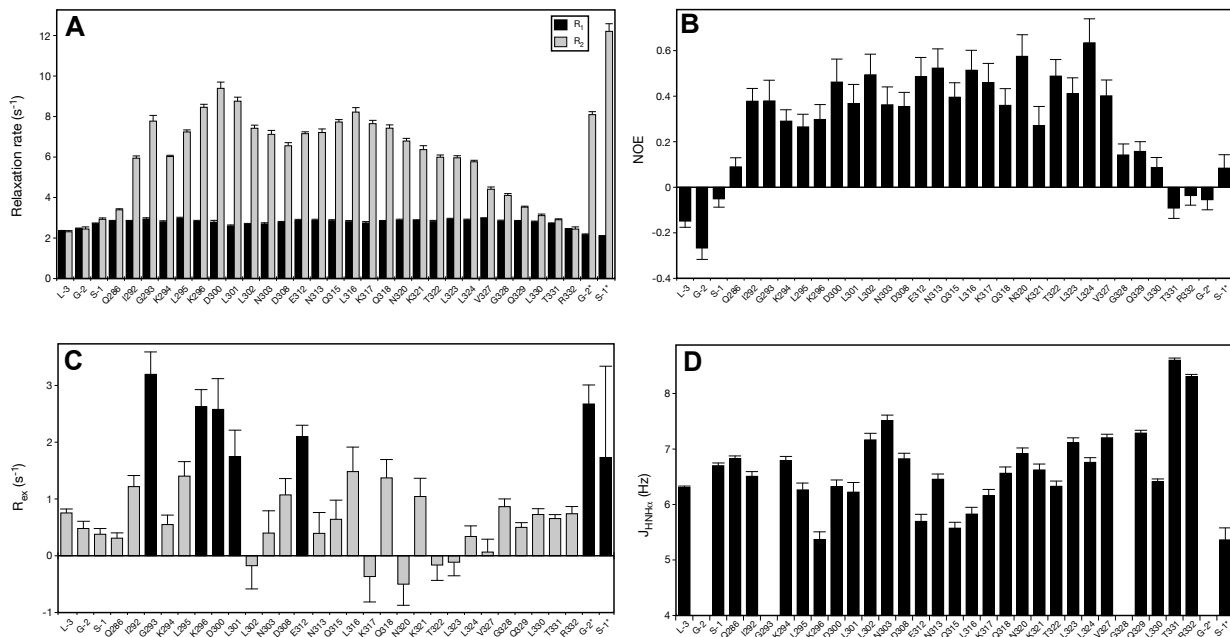 A
R1
R2
Relaxation rate (s-1)
12
10
8
6
4
2
0
L-3 G-2 S-1 Q286 I292 G293 K294 L295 K296 D300 L301 L302 N303 D308 E312 N313 Q315 L316 K317 Q318 N320 K321 T322 L323 L324 V327 G328 Q329 L330 T331 R332 G-2* S-1*
B
NOE
0.6
0.4
0.2
0
-0.2
-0.4
L-3 G-2 S-1 Q286 I292 G293 K294 L295 K296 D300 L301 L302 N303 D308 E312 N313 Q315 L316 K317 Q318 N320 K321 T322 L323 L324 V327 G328 Q329 L330 T331 R332 G-2* S-1*
C
Rex (s-1)
3
2
1
0
-1
L-3 G-2 S-1 Q286 I292 G293 K294 L295 K296 D300 L301 L302 N303 D308 E312 N313 Q315 L316 K317 Q318 N320 K321 T322 L323 L324 V327 G328 Q329 L330 T331 R332 G-2* S-1*
D
JHNHα (Hz)
8
7
6
5
4
L-3 G-2 S-1 Q286 I292 G293 K294 L295 K296 D300 L301 L302 N303 D308 E312 N313 Q315 L316 K317 Q318 N320 K321 T322 L323 L324 V327 G328 Q329 L330 T331 R332 G-2* S-1*